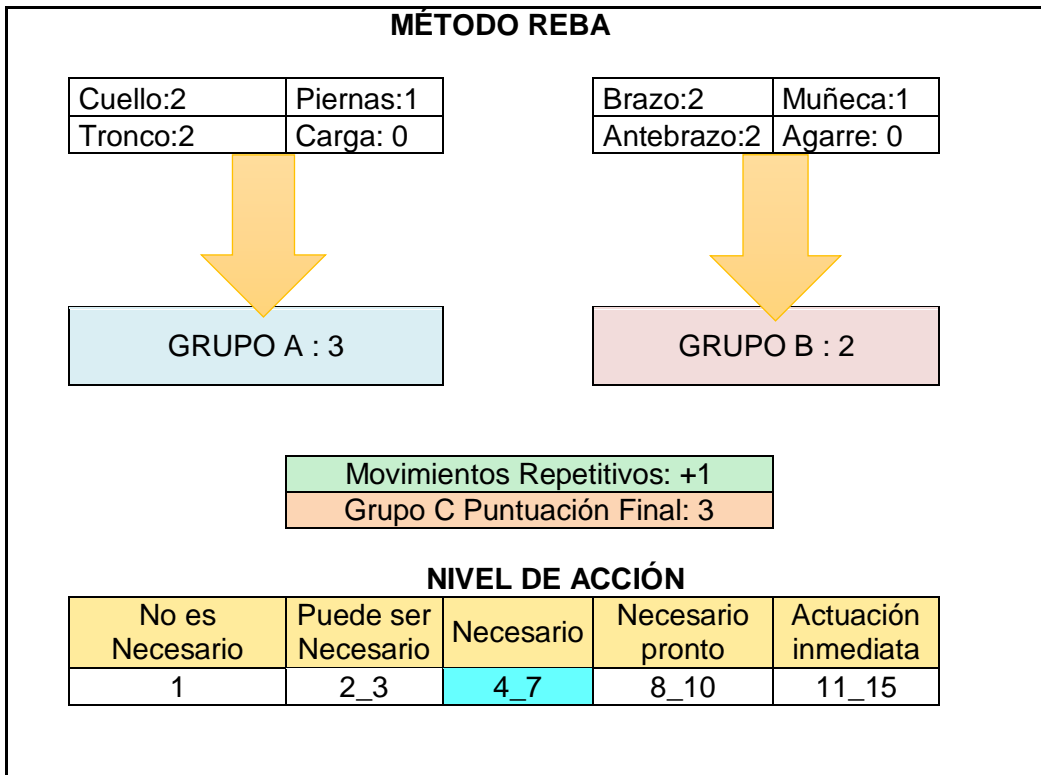 MÉTODO REBA
Cuello:2 Piernas:1
Tronco:2 Carga: 0
Brazo:2 Muñeca:1
Antebrazo:2 Agarre: 0
GRUPO A : 3
GRUPO B : 2
Movimientos Repetitivos: +1
Grupo C Puntuación Final: 3
NIVEL DE ACCIÓN
No es
Necesario
Puede ser
Necesario
Necesario
Necesario
pronto
Actuación
inmediata
1 2_3 4_7 8_10 11_15